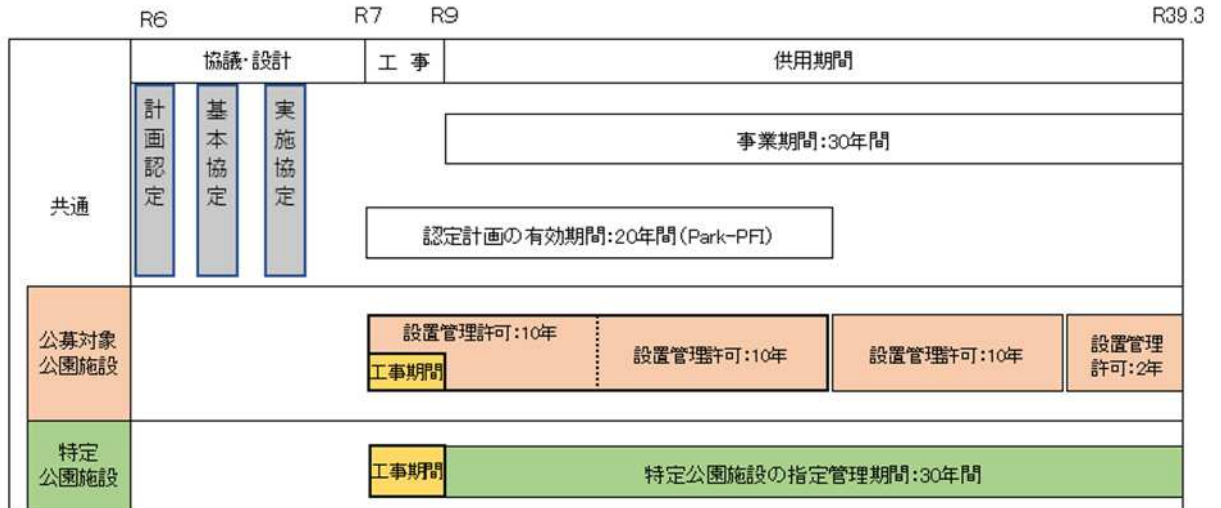 R6
R7
R9
R39.3
協議・設計
工 事
供用期間
計画認定
基本協定
実施協定
事業期間:30年間
共通
認定計画の有効期間:20年間(Park-PFI)
公募対象
公園施設
設置管理許可:10年
工事期間
設置管理許可:10年
設置管理許可:10年
設置管理
許可:2年
特定
公園施設
工事期間
特定公園施設の指定管理期間:30年間